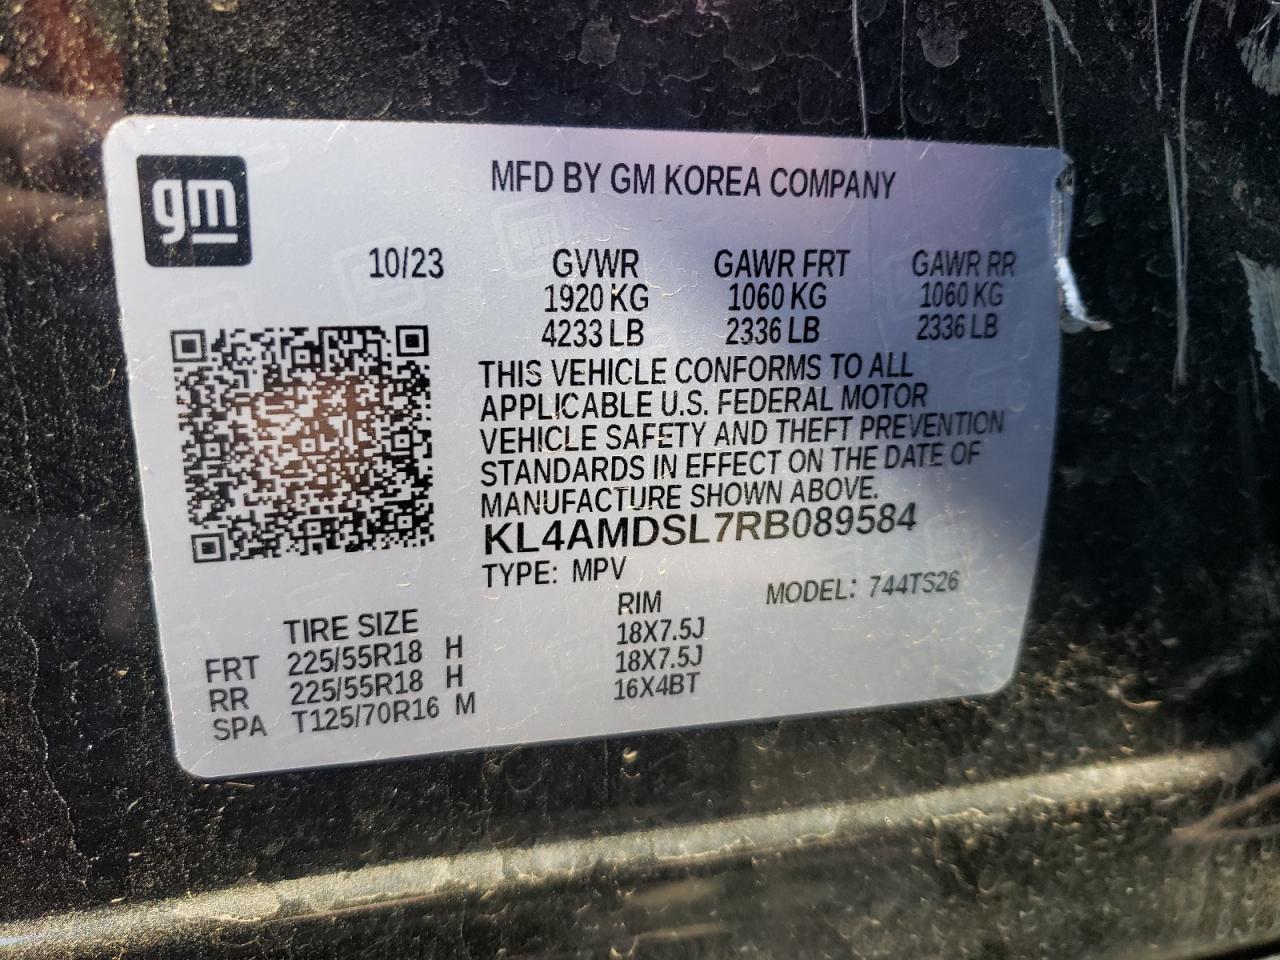 gm
MFD BY GM KOREA COMPANY
10/23 GVWR GAWR FRT GAWR RR
1920 KG 1060 KG 1060 KG
4233 LB 2336 LB 2336 LB
THIS VEHICLE CONFORMS TO ALL
APPLICABLE U.S. FEDERAL MOTOR
VEHICLE SAFETY AND THEFT PREVENTION
STANDARDS IN EFFECT ON THE DATE OF
MANUFACTURE SHOWN ABOVE.
KL4AMDSL7RB089584
TYPE: MPV MODEL: 744TS26
TIRE SIZE RIM
FRT 225/55R18 H 18X7.5J
RR 225/55R18 H 18X7.5J
SPA T125/70R16 M 16X4BT